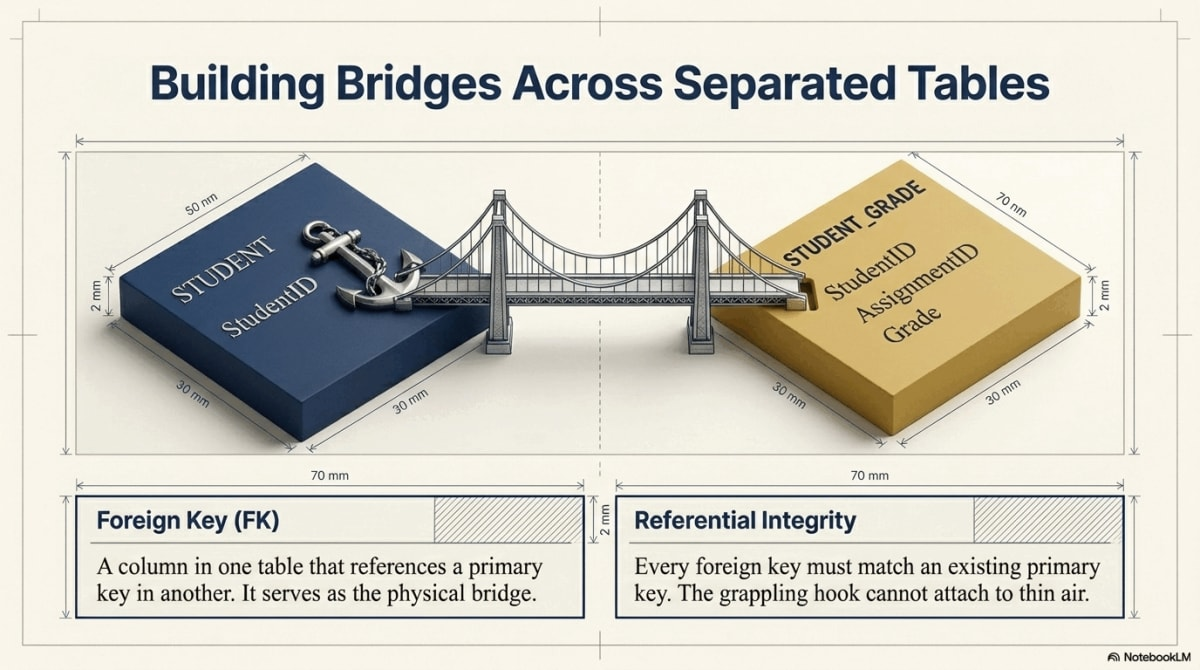 Building Bridges Across Separated Tables
50 nm
70 nm
STUDENT
StudentID
STUDENT_GRADE
StudentID
AssignmentID
Grade
2 mm
2 mm
30 mm
30 mm
30 mm
30 mm
70 mm
70 mm
Foreign Key (FK)
2 mm
Referential Integrity
A column in one table that references a primary
key in another. It serves as the physical bridge.
Every foreign key must match an existing primary
key. The grappling hook cannot attach to thin air.
NotebookLM